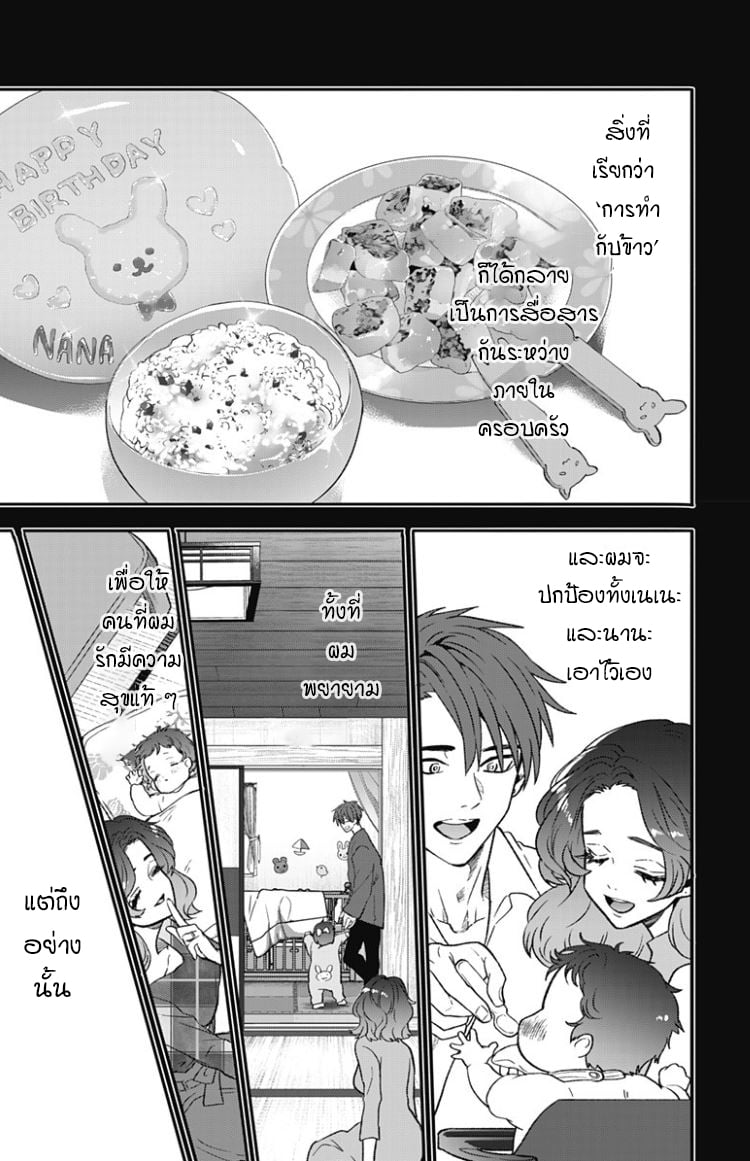 HAPPY
BIRTHDAY
NANA
สิ่งที่
เรียกว่า
‘การทำ
กับข้าว’
ก็ได้กลาย
เป็นการสื่อสาร
กันระหว่าง
ภายใน
ครอบครัว
และผมจะ
ปกป้องทั้งเนเนะ
และนานะ
เอาไว้เอง
ทั้งที่
ผม
พยายาม
เพื่อให้
คนที่ผม
รักมีความ
สุขแท้ ๆ
แต่ถึง
อย่าง
นั้น